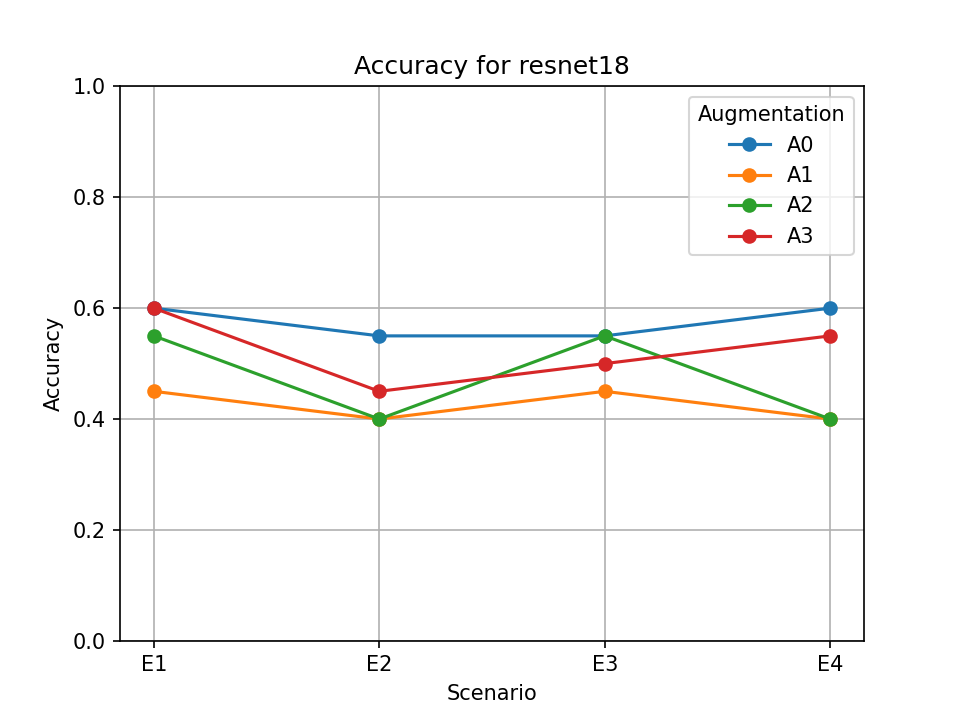 Accuracy for resnet18
Accuracy
1.0
0.8
0.6
0.4
0.2
0.0
Augmentation
A0
A1
A2
A3
E1
E2
E3
E4
Scenario